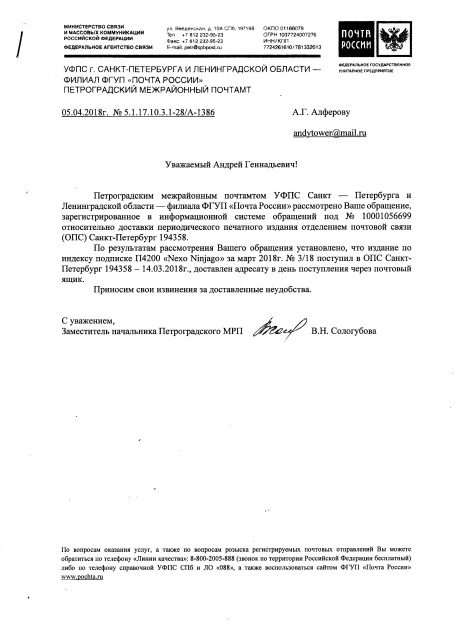 МИНИСТЕРСТВО СВЯЗИ
И МАССОВЫХ КОММУНИКАЦИЙ
РОССИЙСКОЙ ФЕДЕРАЦИИ
ФЕДЕРАЛЬНОЕ АГЕНТСТВО СВЯЗИ
ул. Введенская, д. 10А СПб, 197198
Тел: +7 812 232-95-23
Факс: +7 812 232-95-23
ОКПО 01166079
ОГРН 1037724007276
ИНН/КПП
7724261610/781332013
ПОЧТА
РОССИИ
ФЕДЕРАЛЬНОЕ ГОСУДАРСТВЕННОЕ
УНИТАРНОЕ ПРЕДПРИЯТИЕ
УФПС г. САНКТ-ПЕТЕРБУРГА И ЛЕНИНГРАДСКОЙ ОБЛАСТИ —
ФИЛИАЛ ФГУП «ПОЧТА РОССИИ»
ПЕТРОГРАДСКИЙ МЕЖРАЙОННЫЙ ПОЧТАМТ
05.04.2018г. № 5.1.17.10.3.1-28/А-1386
А.Г. Алферову
andytower@mail.ru
Уважаемый Андрей Геннадьевич!
Петроградским межрайонным почтамтом УФПС Санкт — Петербурга и
Ленинградской области – филиала ФГУП «Почта России» рассмотрено Ваше обращение,
зарегистрированное в информационной системе обращений под № 10001056699
относительно доставки периодического печатного издания отделением почтовой связи
(ОПС) Санкт-Петербург 194358.
По результатам рассмотрения Вашего обращения установлено, что издание по
индексу подписке П4200 «Nexo Ninjago» за март 2018г. № 3/18 поступил в ОПС Санкт-
Петербург 194358 – 14.03.2018г., доставлен адресату в день поступления через почтовый
ящик.
Приносим свои извинения за доставленные неудобства.
С уважением,
Заместитель начальника Петроградского МРП
В.Н. Сологубова
По вопросам оказания услуг, а также по вопросам розыска регистрируемых почтовых отправлений Вы можете
обратиться по телефону «Линии качества»: 8-800-2005-888 (звонок по территории Российской Федерации бесплатный)
либо по телефону справочной УФПС СПб и ЛО «088», а также воспользоваться сайтом ФГУП «Почта России»
www.pochta.ru